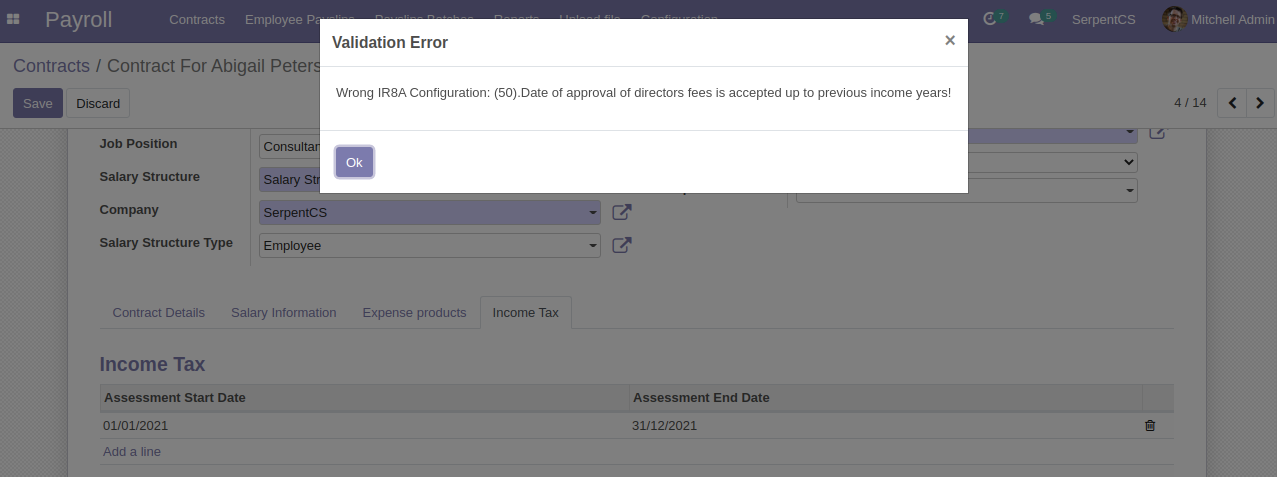 Payroll
Contracts Employee Payslips Payslips Batches Reports Upload file Configuration
7 5 SerpentCS Mitchell Admin
Validation Error ×
Contracts / Contract For Abigail Peters
Wrong IR8A Configuration: (50).Date of approval of directors fees is accepted up to previous income years!
Save Discard
4 / 14
Ok
Job Position Consultan
Salary Structure Salary Str
Company SerpentCS
Salary Structure Type Employee
Contract Details Salary Information Expense products Income Tax
Income Tax
Assessment Start Date Assessment End Date
01/01/2021 31/12/2021
Add a line